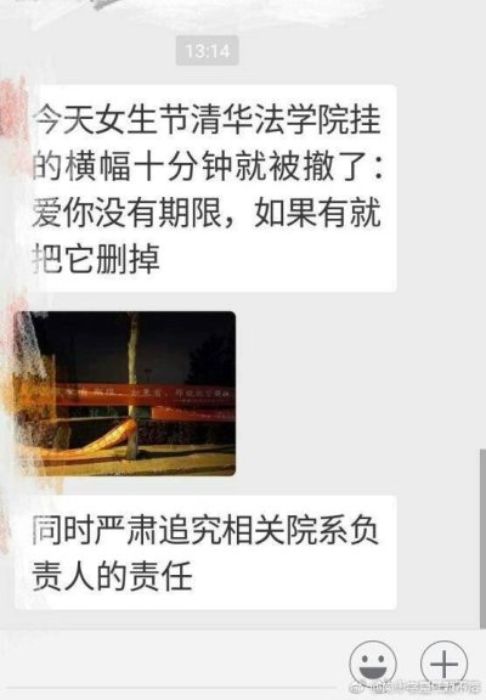 13:14
今天女生节清华法学院挂
的横幅十分钟就被撤了：
爱你没有期限，如果有就
把它删掉
同时严肃追究相关院系负
责人的责任